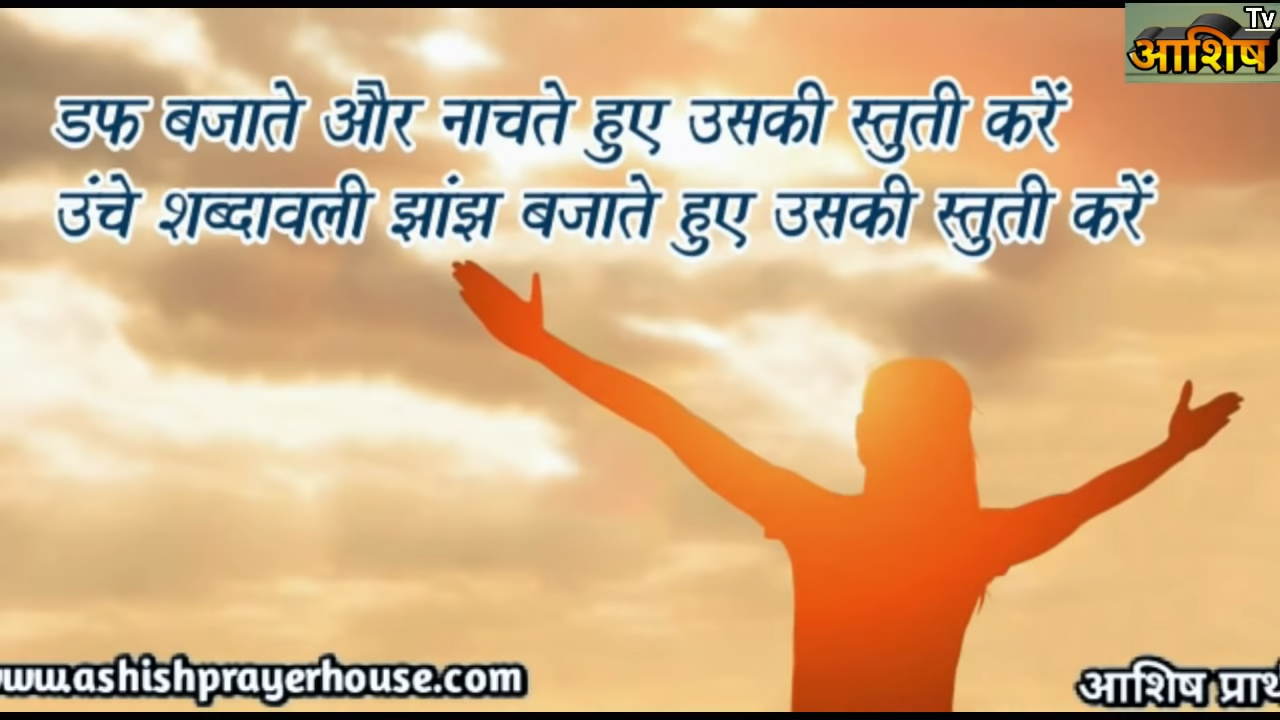 Tv
आशिष
डफ बजाते और नाचते हुए उसकी स्तुती करें
उंचे शब्दावली झांझ बजाते हुए उसकी स्तुती करें
www.ashishprayerhouse.com
आशिष